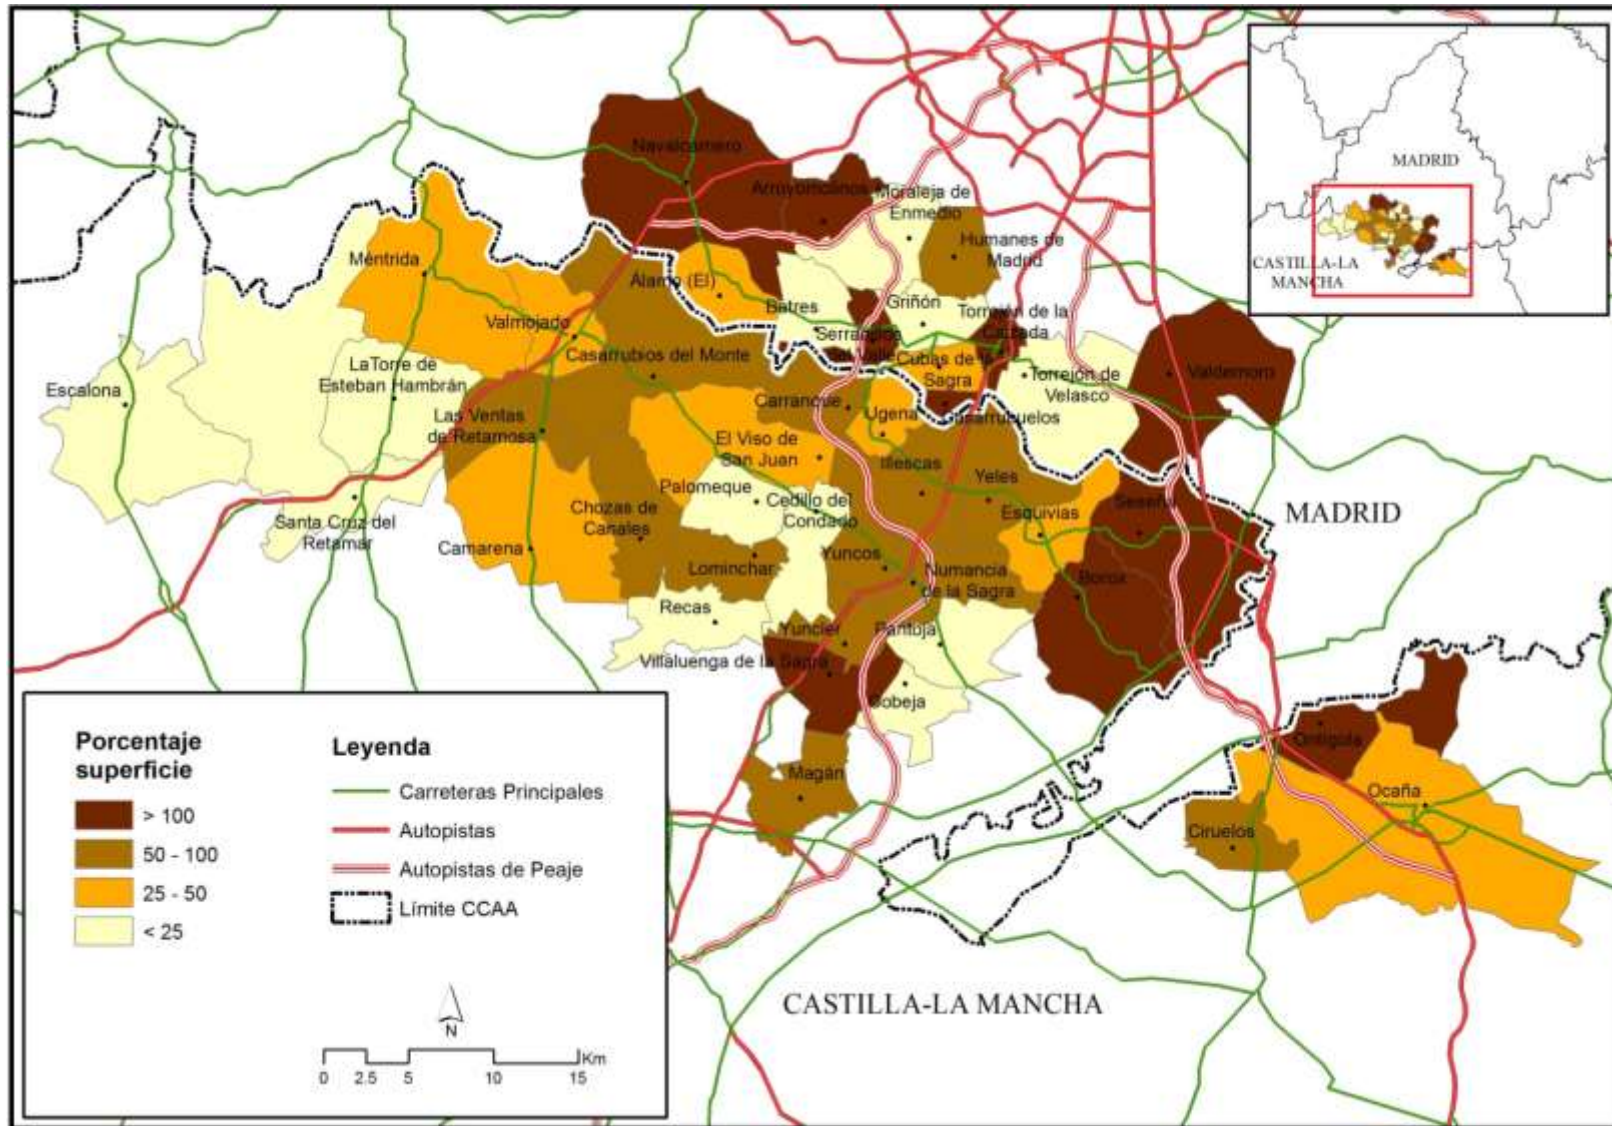 Navalcarnero
Arroyomolinos
Moraleja de
Enmedio
Humanes de
Madrid
Méntrida
Álamo (El)
Batres
Griñón
Serranillos
del Valle
Torrejón de la
Calzada
Valmojado
Casarrubios del Monte
Cubas de la
Sagra
Torrejón de
Velasco
Valdemoro
Escalona
LaTorre de
Esteban Hambrán
Las Ventas
de Retamosa
Carranque
Ugena
Casarrubuelos
El Viso de
San Juan
Illescas
Yeles
Palomeque
Cedillo del
Condado
Esquivias
Seseña
Chozas de
Canales
Santa Cruz del
Retamar
Camarena
Lominchar
Yuncos
Numancia
de la Sagra
Borox
Recas
Yuncler
Pantoja
Villaluenga de la Sagra
Cobeja
Magán
Ontígola
Ocaña
Ciruelos
MADRID
CASTILLA-LA MANCHA
MADRID
CASTILLA-LA
MANCHA
Porcentaje
superficie
> 100
50 - 100
25 - 50
< 25
Leyenda
Carreteras Principales
Autopistas
Autopistas de Peaje
Límite CCAA
N
Km
0 2.5 5 10 15